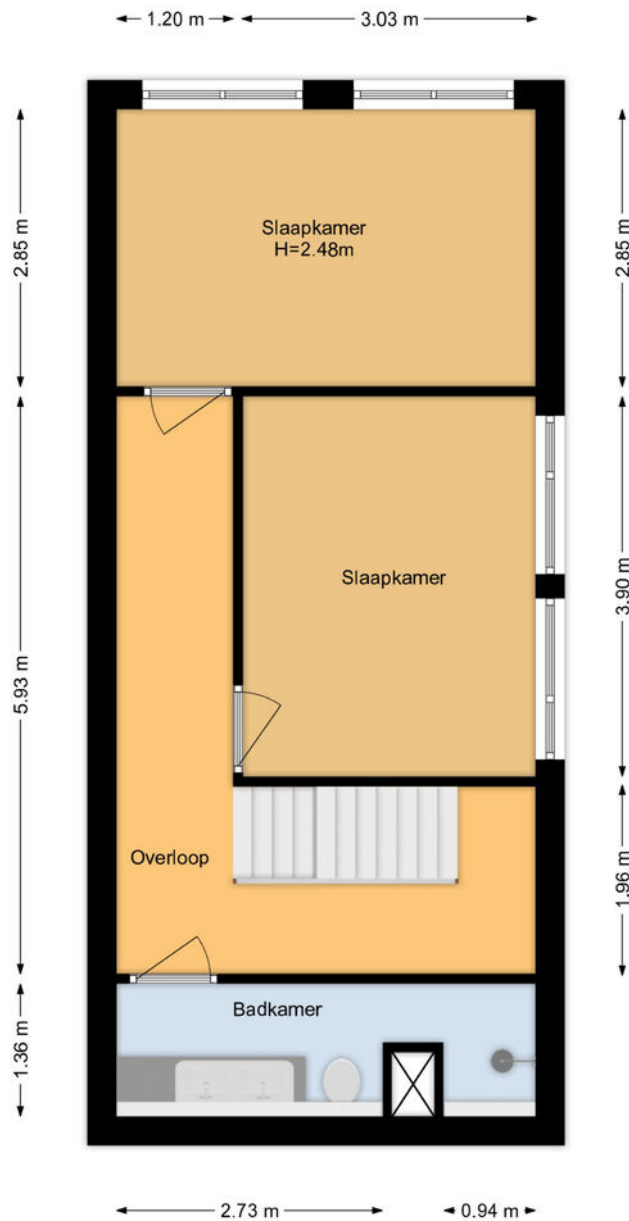 1.20 m
3.03 m
2.85 m
2.85 m
Slaapkamer
H=2.48m
5.93 m
3.90 m
Slaapkamer
Overloop
1.96 m
1.36 m
Badkamer
2.73 m
0.94 m